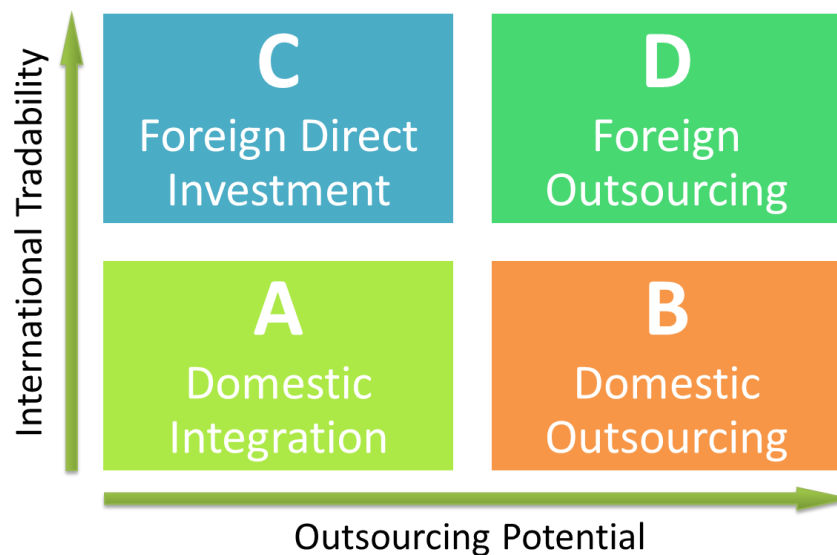 International Tradability
C
Foreign Direct
Investment
D
Foreign
Outsourcing
A
Domestic
Integration
B
Domestic
Outsourcing
Outsourcing Potential